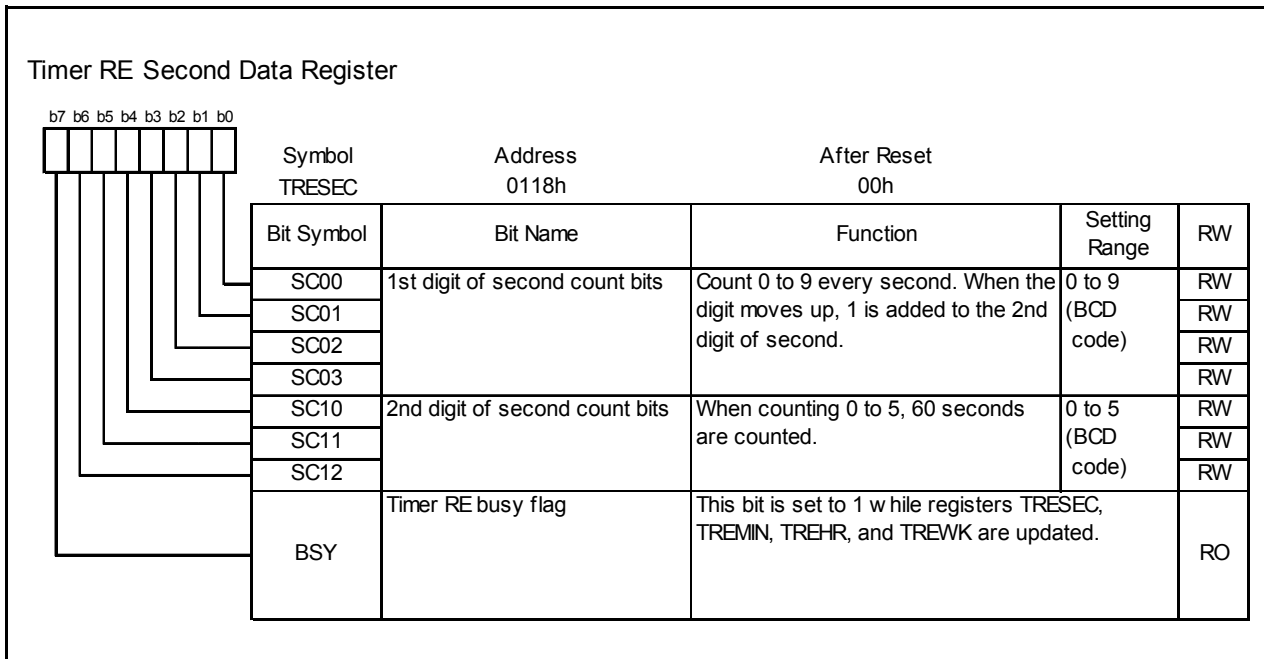 Timer RE Second Data Register
b7 b6 b5 b4 b3 b2 b1 b0
Symbol Address After Reset
TRESEC 0118h 00h
Bit Symbol Bit Name Function Setting Range RW
SC00 1st digit of second count bits Count 0 to 9 every second. When the 0 to 9 RW
SC01 digit moves up, 1 is added to the 2nd (BCD RW
SC02 digit of second. code) RW
SC03 RW
SC10 2nd digit of second count bits When counting 0 to 5, 60 seconds 0 to 5 RW
SC11 are counted. (BCD RW
SC12 code) RW
Timer RE busy flag This bit is set to 1 w hile registers TRESEC,
TREMIN, TREHR, and TREWK are updated.
BSY RO